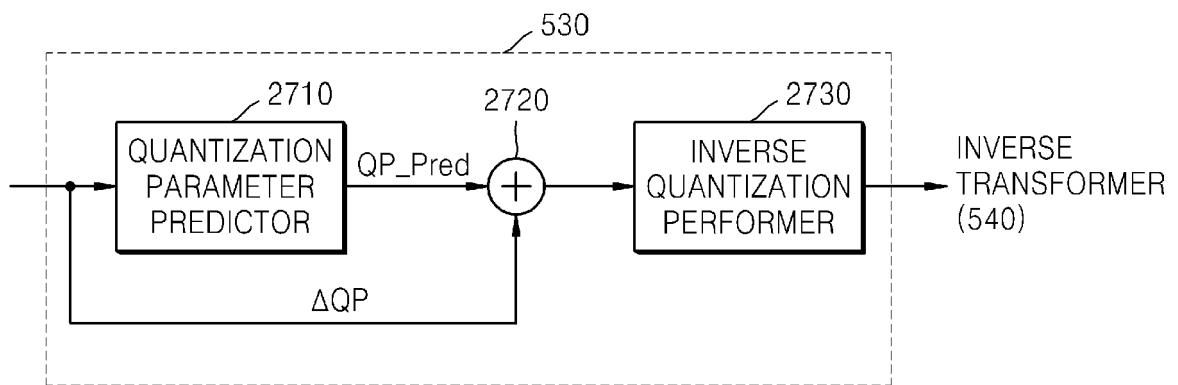 530
2710
2720
2730
QUANTIZATION
PARAMETER
PREDICTOR
QP_Pred
+
INVERSE
QUANTIZATION
PERFORMER
INVERSE
TRANSFORMER
(540)
ΔQP